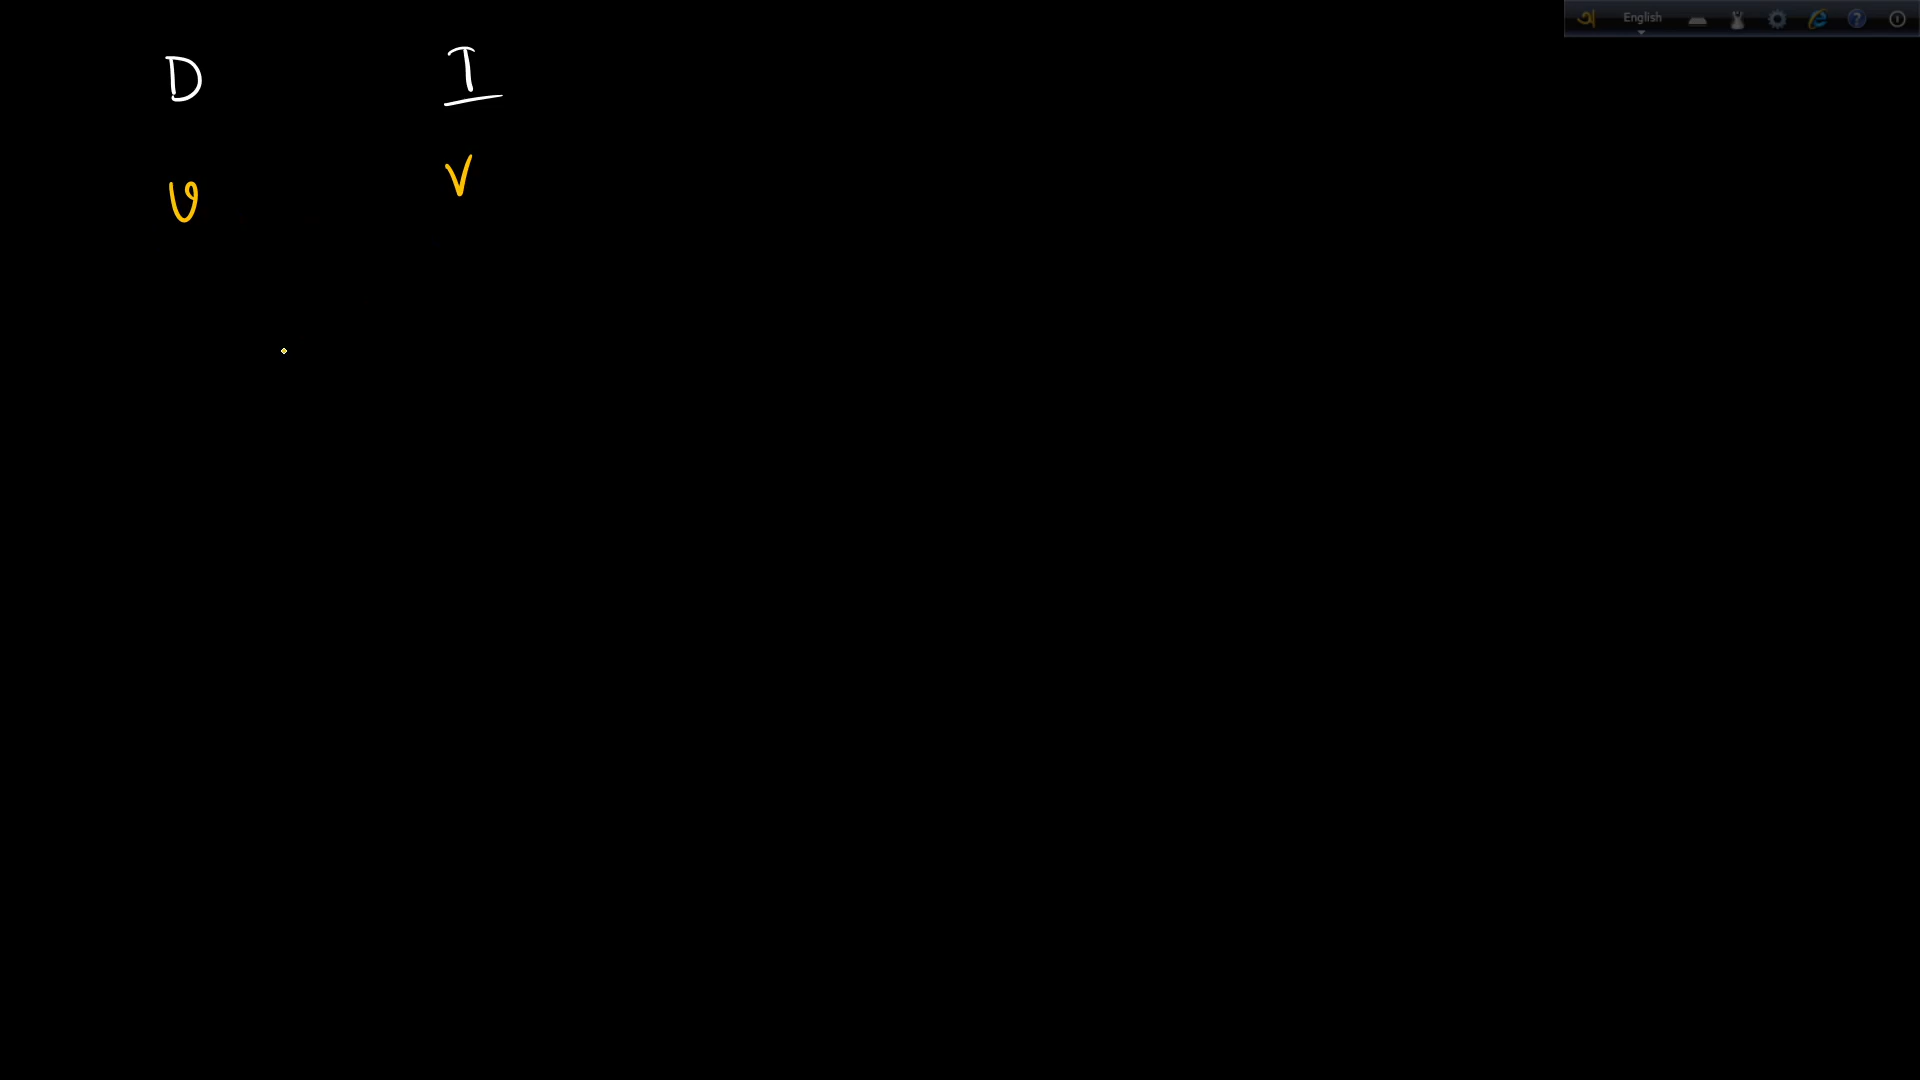 অ English
D I
υ V